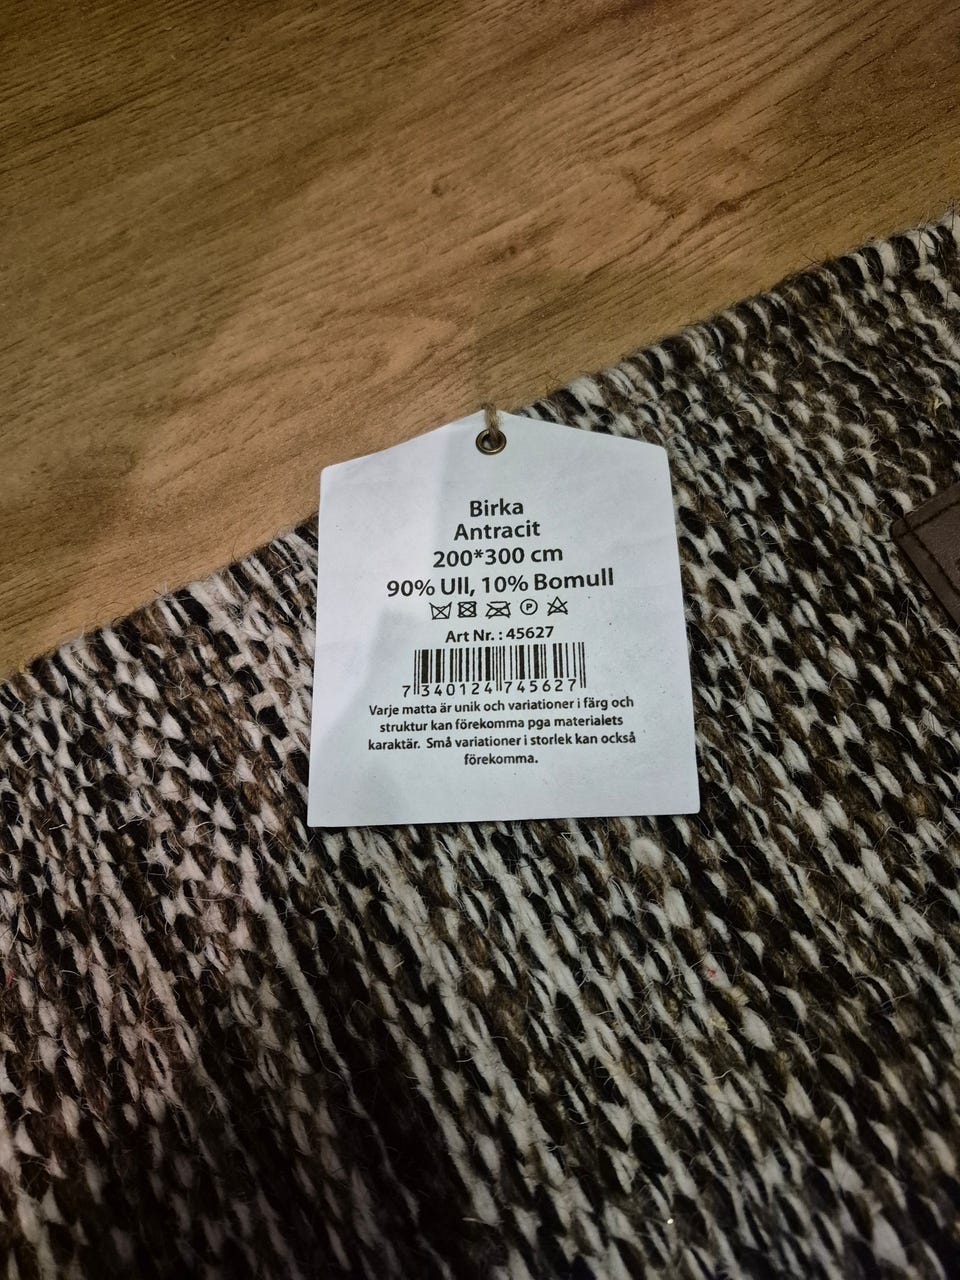 Birka
Antracit
200*300 cm
90% Ull, 10% Bomull
P
Art Nr. : 45627
7 340124 745627
Varje matta är unik och variationer i färg och
struktur kan förekomma pga materialets
karaktär. Små variationer i storlek kan också
förekomma.